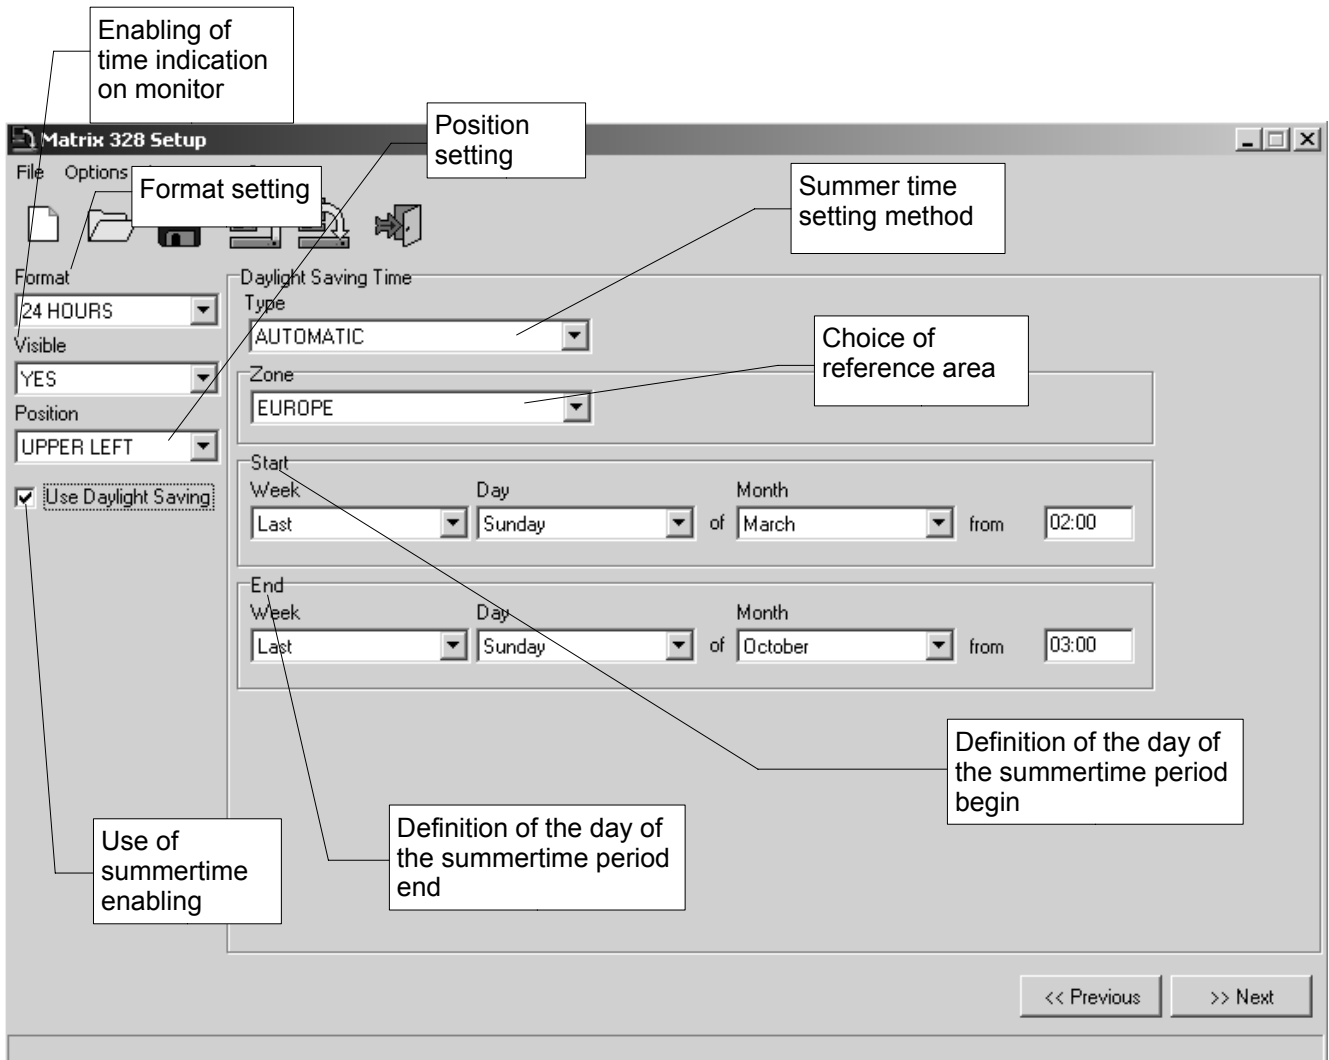 Enabling of
time indication
on monitor
Position
setting
Matrix 328 Setup
File Options
Format setting
Summer time
setting method
Format
24 HOURS
Visible
YES
Position
UPPER LEFT
Use Daylight Saving
Daylight Saving Time
Type
AUTOMATIC
Choice of
reference area
Zone
EUROPE
Start
Week Day Month
Last Sunday of March from 02:00
End
Week Day Month
Last Sunday of October from 03:00
Definition of the day of
the summertime period
begin
Definition of the day of
the summertime period
end
Use of
summertime
enabling
<< Previous >> Next